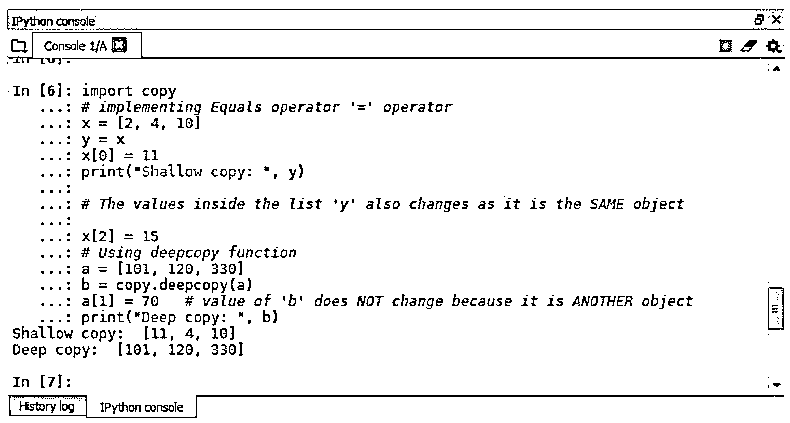 IPython console
Console 1/A
In [6]: import copy
...: # implementing Equals operator '=' operator
...: x = [2, 4, 10]
...: y = x
...: x[0] = 11
...: print("Shallow copy: ", y)
...:
...: # The values inside the list 'y' also changes as it is the SAME object
...:
...: x[2] = 15
...: # Using deepcopy function
...: a = [101, 120, 330]
...: b = copy.deepcopy(a)
...: a[1] = 70   # value of 'b' does NOT change because it is ANOTHER object
...: print("Deep copy: ", b)
Shallow copy:  [11, 4, 10]
Deep copy:  [101, 120, 330]
In [7]:
History log IPython console